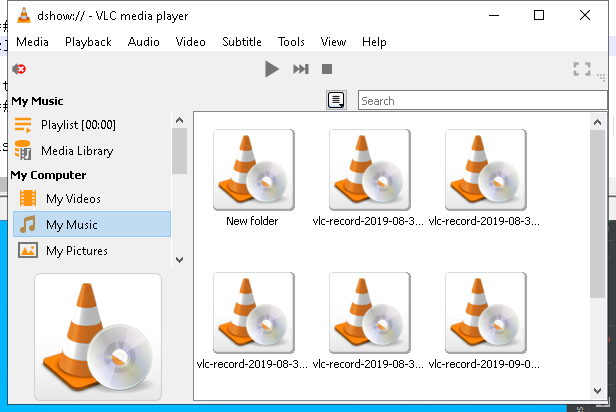 dshow:// - VLC media player
Media Playback Audio Video Subtitle Tools View Help
Search
My Music
Playlist [00:00]
Media Library
My Computer
My Videos
My Music
My Pictures
New folder vlc-record-2019-08-3... vlc-record-2019-08-3...
vlc-record-2019-08-3... vlc-record-2019-08-3... vlc-record-2019-09-0...